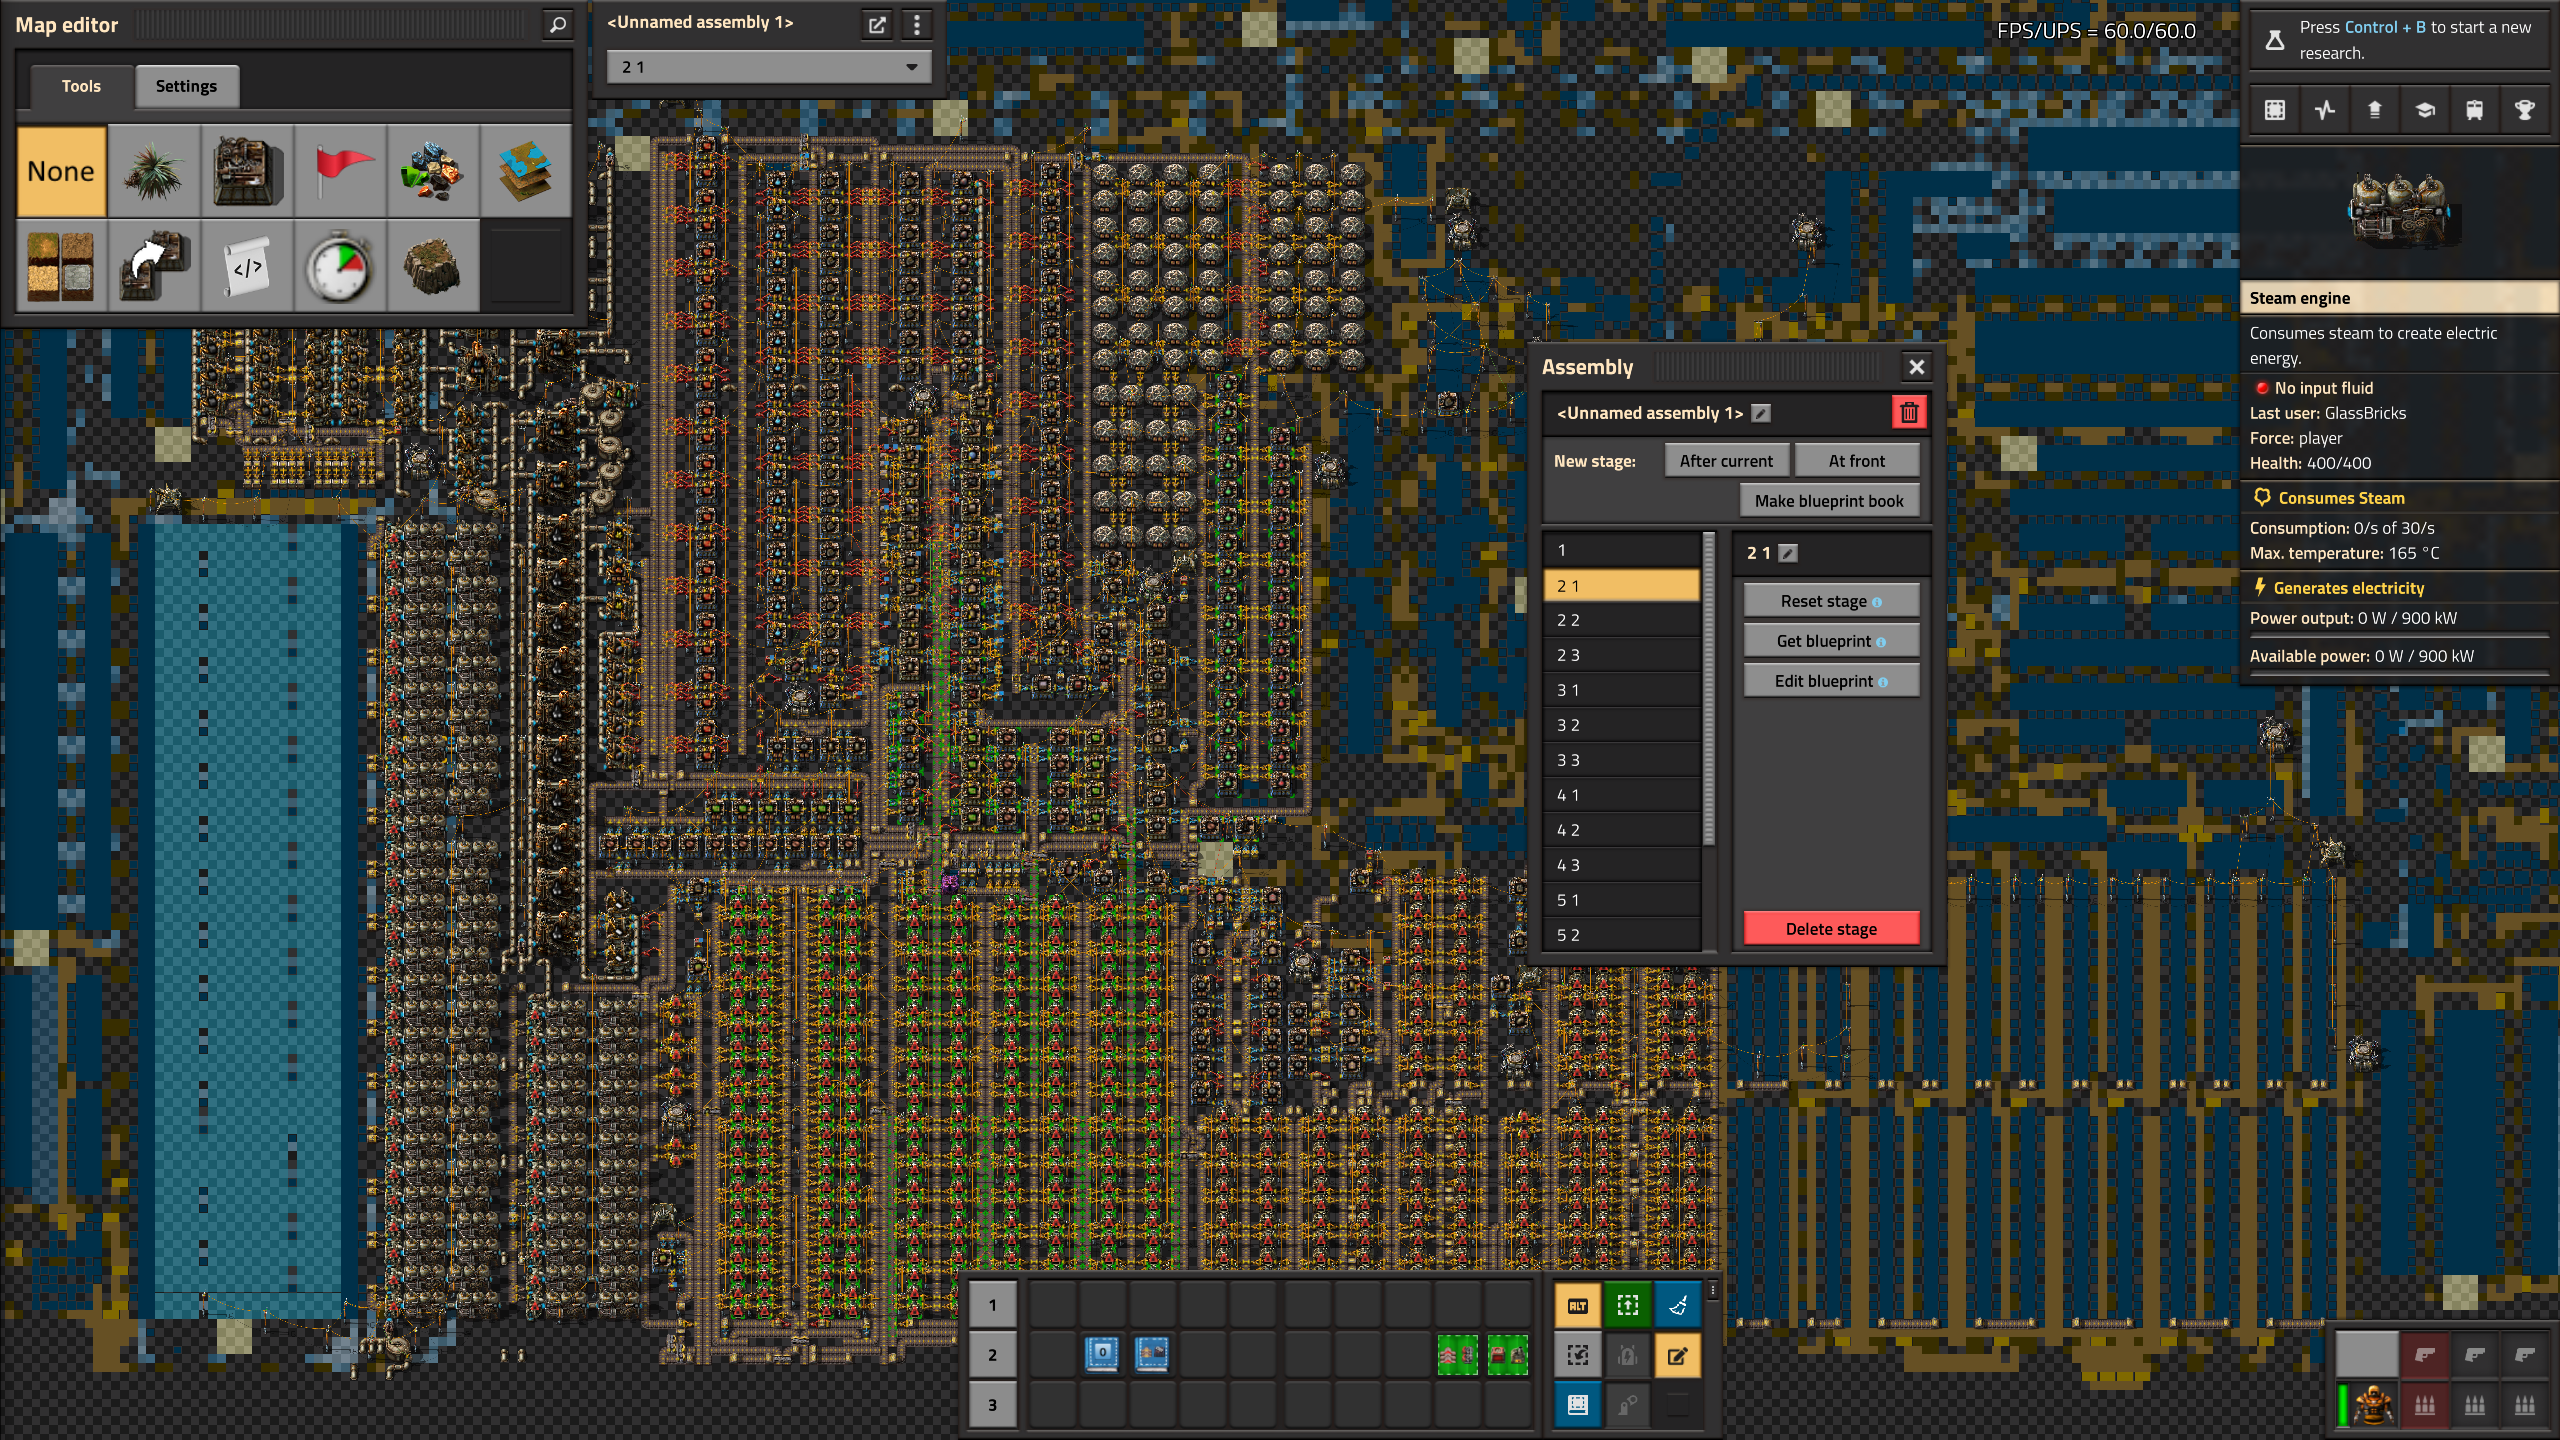 Map editor
Tools
Settings
None
</>
<Unnamed assembly 1>
2 1
FPS/UPS = 60.0/60.0
Press Control + B to start a new
research.
Steam engine
Consumes steam to create electric
energy.
No input fluid
Last user: GlassBricks
Force: player
Health: 400/400
Consumes Steam
Consumption: 0/s of 30/s
Max. temperature: 165 °C
Generates electricity
Power output: 0 W / 900 kW
Available power: 0 W / 900 kW
Assembly
<Unnamed assembly 1>
New stage:
After current
At front
Make blueprint book
1
2 1
2 2
2 3
3 1
3 2
3 3
4 1
4 2
4 3
5 1
5 2
2 1
Reset stage
Get blueprint
Edit blueprint
Delete stage
1
2
3
0
ALT